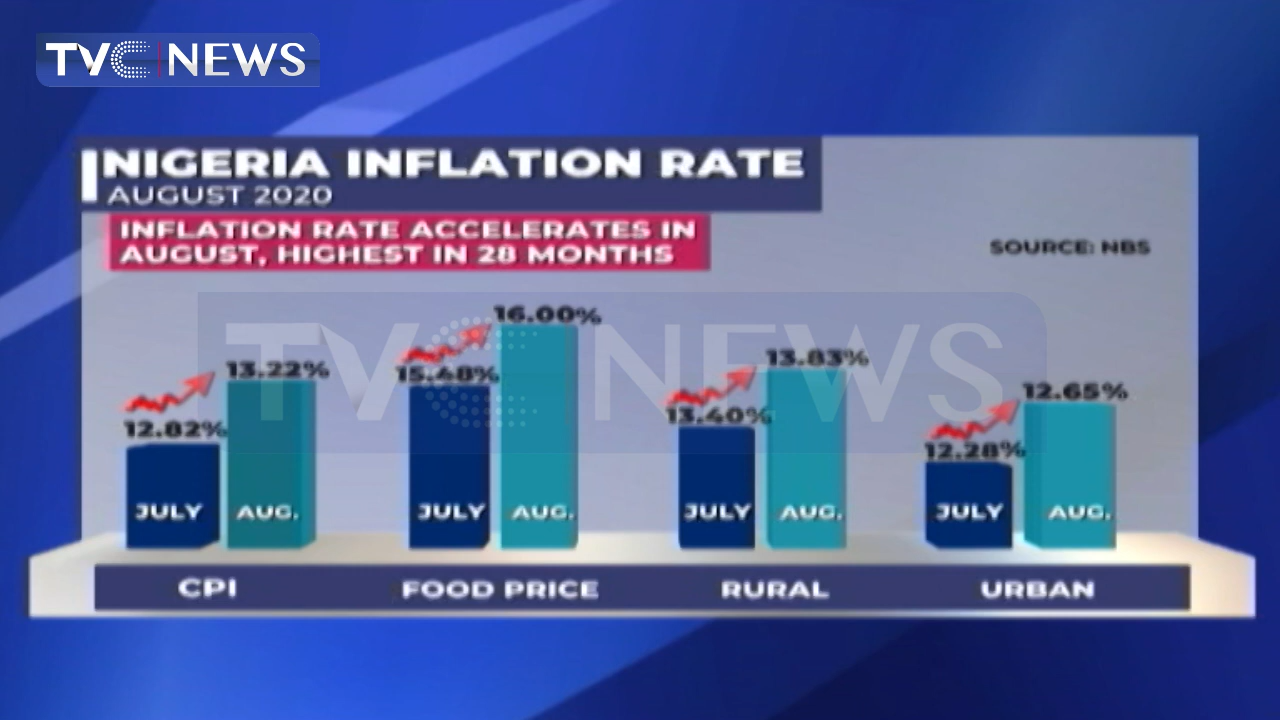 TVC NEWS
NIGERIA INFLATION RATE
AUGUST 2020
INFLATION RATE ACCELERATES IN
AUGUST, HIGHEST IN 28 MONTHS
SOURCE: NBS
TVC NEWS
12.82%
13.22%
15.48%
16.00%
13.40%
13.83%
12.28%
12.65%
JULY AUG. JULY AUG. JULY AUG. JULY AUG.
CPI FOOD PRICE RURAL URBAN